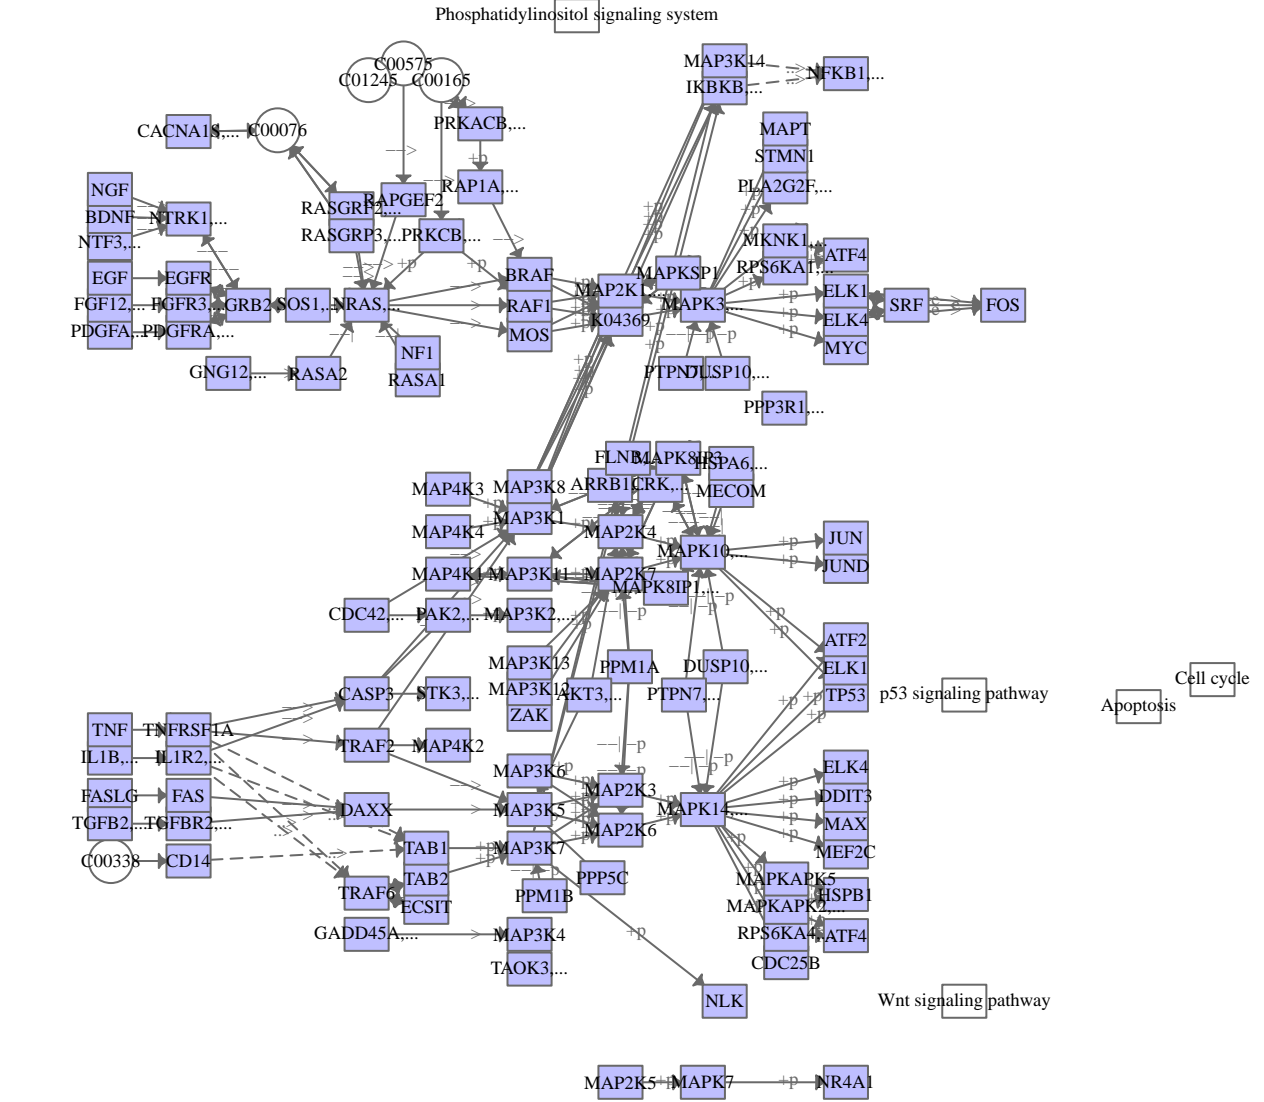 Phosphatidylinositol signaling system
C00575
C01245
C00165
MAP3K14
IKBKB,...
NFKB1,...
CACNA1S,...
C00076
PRKACB,...
MAPT
STMN1
PLA2G2F,...
NGF
BDNF
NTF3,...
NTRK1,...
RASGRF2,...
RASGRP3,...
RAPGEF2
RAP1A,...
PRKCB,...
MKNK1,...
RPS6KA1,...
ATF4
EGF
FGF12,...
PDGFA,...
EGFR
FGFR3,...
PDGFRA,...
GRB2
SOS1,...
NRAS,...
BRAF
RAF1
MOS
MAP2K1,...
K04369
MAPKSP1
MAPK3,...
ELK1
ELK4
MYC
SRF
FOS
GNG12,...
RASA2
NF1
RASA1
PTPN7,...
DUSP10,...
PPP3R1,...
MAP4K3
MAP4K4
MAP4K1
MAP3K8
MAP3K1
MAP3K11
ARRB1,...
CRK,...
MAPK8IP3
HSPA6,...
MECOM
MAP2K4
MAP2K7
MAPK8IP1,...
MAPK10,...
JUN
JUND
CDC42,...
PAK2,...
MAP3K2,...
MAP3K13
MAP3K12
ZAK
AKT3,...
PPM1A
PTPN7,...
DUSP10,...
ATF2
ELK1
TP53
p53 signaling pathway
Apoptosis
Cell cycle
CASP3
STK3,...
TNF
IL1B,...
TNFRSF1A
IL1R2,...
TRAF2
MAP4K2
FASLG
TGFB2,...
FAS
TGFBR2,...
DAXX
C00338
CD14
TAB1
TAB2
ECSIT
TRAF6
GADD45A,...
MAP3K6
MAP3K5
MAP3K7
MAP2K3
MAP2K6
MAPK14,...
PPM1B
PPP5C
MAP3K4
TAOK3,...
ELK4
DDIT3
MAX
MEF2C
MAPKAPK5
MAPKAPK2,...
RPS6KA4,...
CDC25B
HSPB1
ATF4
+p
NLK
Wnt signaling pathway
MAP2K5
+p
MAPK7
+p
NR4A1